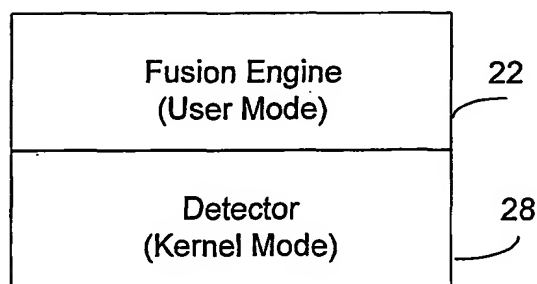 Fusion Engine
(User Mode)
22
Detector
(Kernel Mode)
28